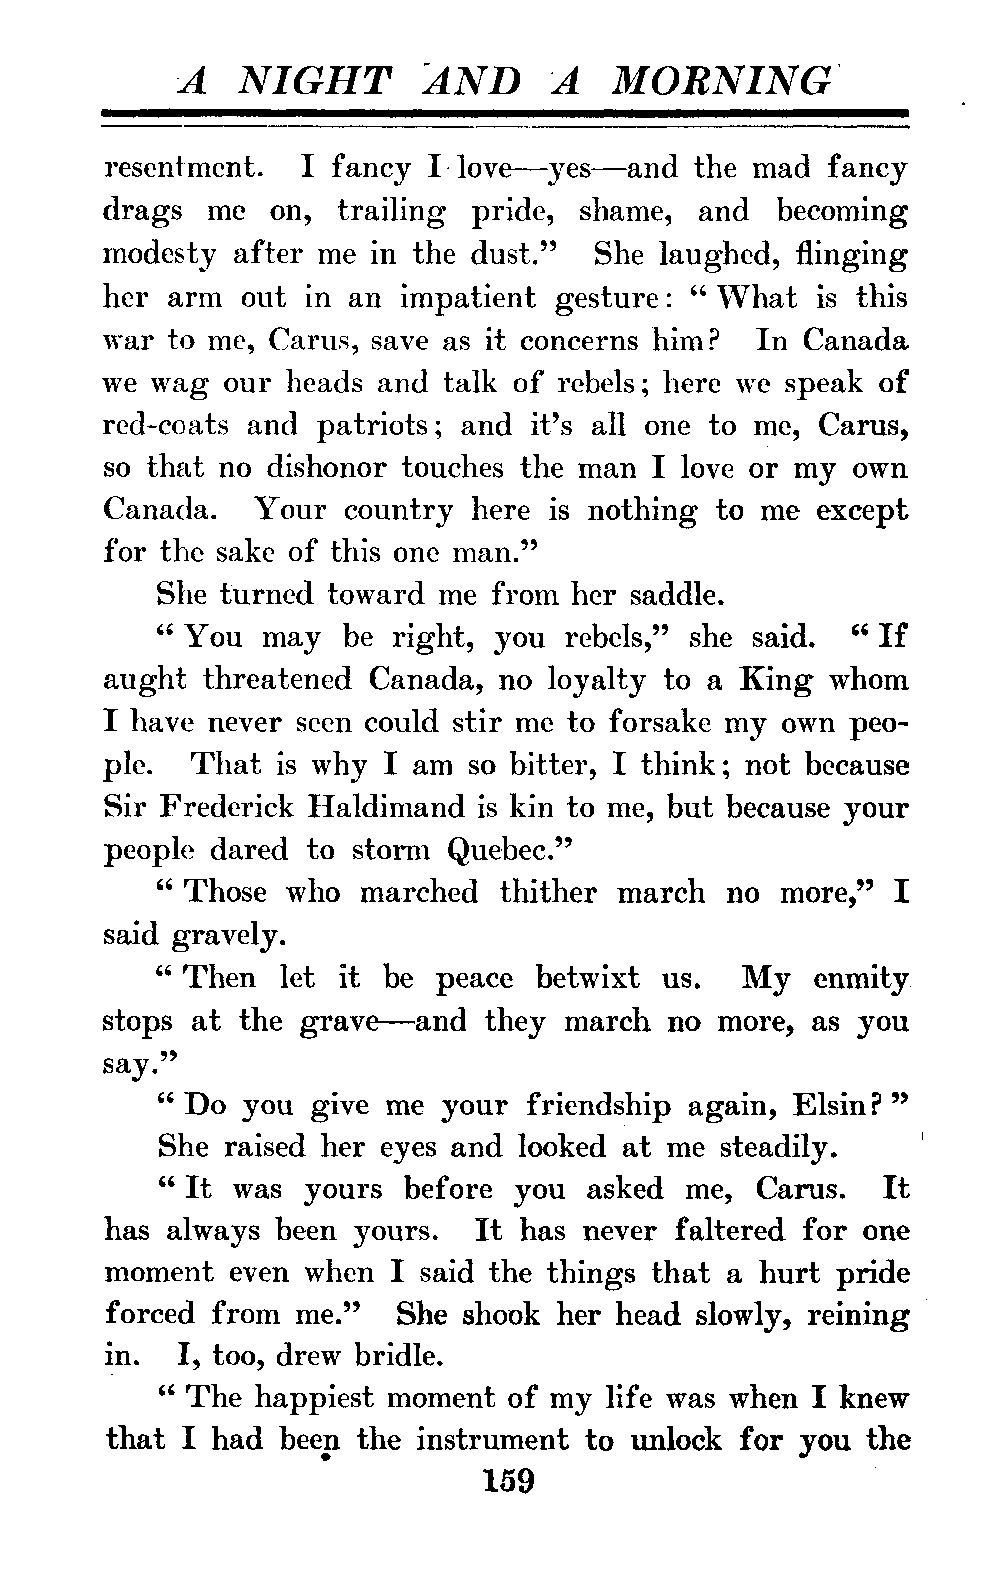 A NIGHT AND A MORNING
resentment. I fancy I love—yes—and the mad fancy
drags me on, trailing pride, shame, and becoming
modesty after me in the dust.” She laughed, flinging
her arm out in an impatient gesture: “ What is this
war to me, Carus, save as it concerns him? In Canada
we wag our heads and talk of rebels; here we speak of
red-coats and patriots; and it’s all one to me, Carus,
so that no dishonor touches the man I love or my own
Canada. Your country here is nothing to me except
for the sake of this one man.”
She turned toward me from her saddle.
“ You may be right, you rebels,” she said. “ If
aught threatened Canada, no loyalty to a King whom
I have never seen could stir me to forsake my own peo-
ple. That is why I am so bitter, I think; not because
Sir Frederick Haldimand is kin to me, but because your
people dared to storm Quebec.”
“ Those who marched thither march no more,” I
said gravely.
“ Then let it be peace betwixt us. My enmity
stops at the grave—and they march no more, as you
say.”
“ Do you give me your friendship again, Elsin? ”
She raised her eyes and looked at me steadily.
“ It was yours before you asked me, Carus. It
has always been yours. It has never faltered for one
moment even when I said the things that a hurt pride
forced from me.” She shook her head slowly, reining
in. I, too, drew bridle.
“ The happiest moment of my life was when I knew
that I had been the instrument to unlock for you the
159